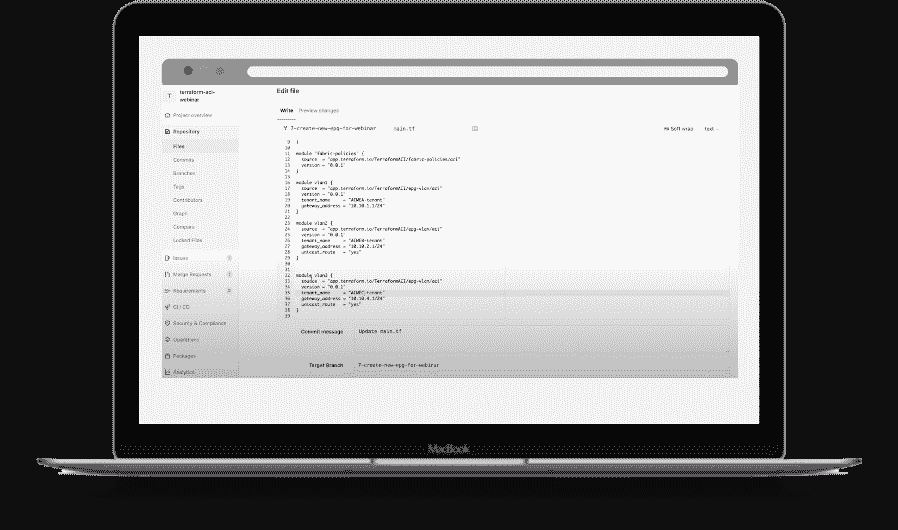 T terraform-aci-webinar
Project overview
Repository
Files
Commits
Branches
Tags
Contributors
Graph
Compare
Locked Files
Issues
Merge Requests
Requirements
CI / CD
Security & Compliance
Operations
Packages
Analytics
Edit file
Write Preview changes
7-create-new-epg-for-webinar main.tf Soft wrap text
9 }
10
11 module "fabric-policies" {
12 source = "app.terraform.io/TerraformACI/fabric-policies/aci"
13 version = "0.0.1"
14 }
15
16 module vlan1 {
17 source = "app.terraform.io/TerraformACI/epg-vlan/aci"
18 version = "0.0.1"
19 tenant_name =
20 gateway_address = "10.10.1.1/24"
21 }
22
23 module vlan2 {
24 source = "app.terraform.io/TerraformACI/epg-vlan/aci"
25 version = "0.0.1"
26 tenant_name =
27 gateway_address = "10.10.2.1/24"
28 unicast_route = "yes"
29 }
30
31
32 module vlan3 {
33 source = "app.terraform.io/TerraformACI/epg-vlan/aci"
34 version = "0.0.1"
35 tenant_name =
36 gateway_address = "10.10.4.1/24"
37 unicast_route = "yes"
38 }
39
Commit message Update main.tf
Target Branch 7-create-new-epg-for-webinar
MacBook